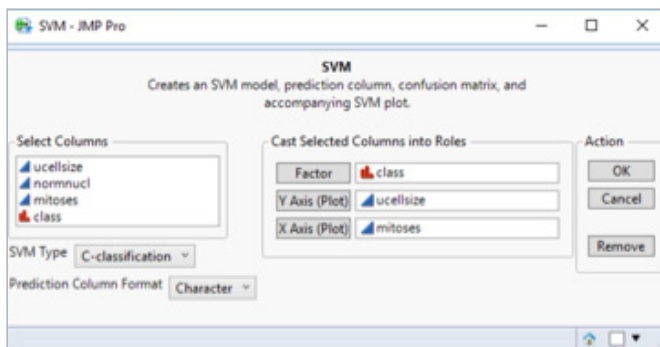 SVM - JMP Pro
SVM
Creates an SVM model, prediction column, confusion matrix, and
accompanying SVM plot.
Select Columns
ucellsize
normnucl
mitoses
class
SVM Type C-classification
Prediction Column Format Character
Cast Selected Columns into Roles
Factor class
Y Axis (Plot) ucellsize
X Axis (Plot) mitoses
Action
OK
Cancel
Remove